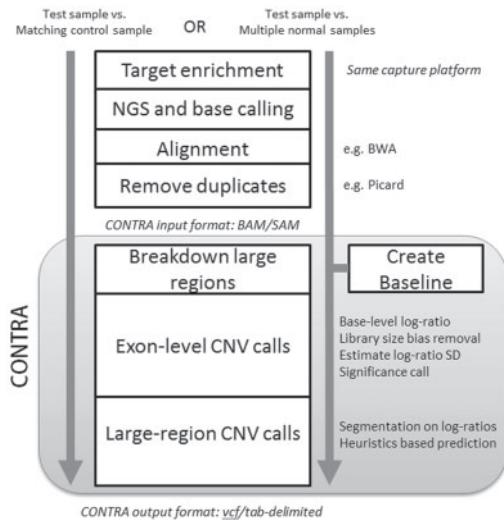 Test sample vs.
Matching control sample
OR
Test sample vs.
Multiple normal samples
Target enrichment
Same capture platform
NGS and base calling
Alignment
e.g. BWA
Remove duplicates
e.g. Picard
CONTRA input format: BAM/SAM
CONTRA
Breakdown large
regions
Create
Baseline
Exon-level CNV calls
Base-level log-ratio
Library size bias removal
Estimate log-ratio SD
Significance call
Large-region CNV calls
Segmentation on log-ratios
Heuristics based prediction
CONTRA output format: vcf/tab-delimited